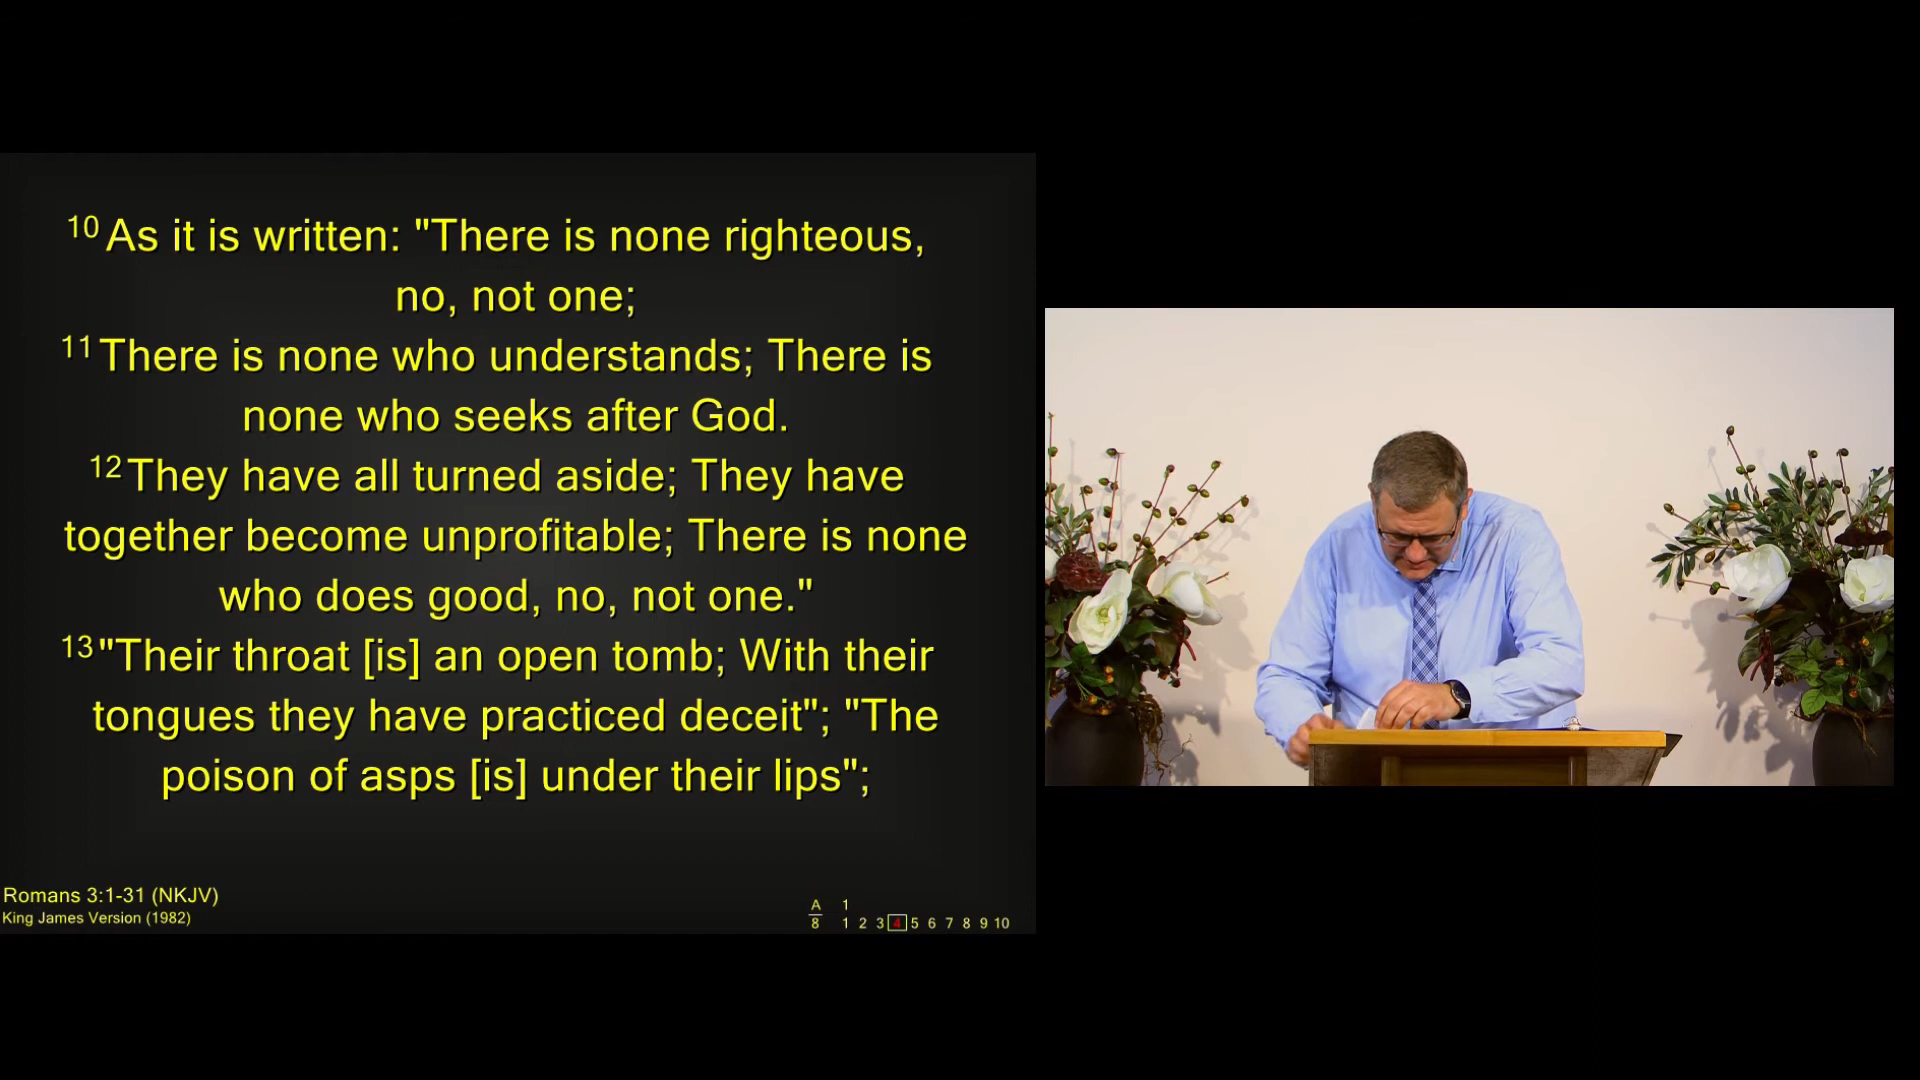 10 As it is written: "There is none righteous,
no, not one;
11 There is none who understands; There is
none who seeks after God.
12 They have all turned aside; They have
together become unprofitable; There is none
who does good, no, not one."
13 "Their throat [is] an open tomb; With their
tongues they have practiced deceit"; "The
poison of asps [is] under their lips";
Romans 3:1-31 (NKJV)
King James Version (1982)
A 1
8 1 2 3 4 5 6 7 8 9 10